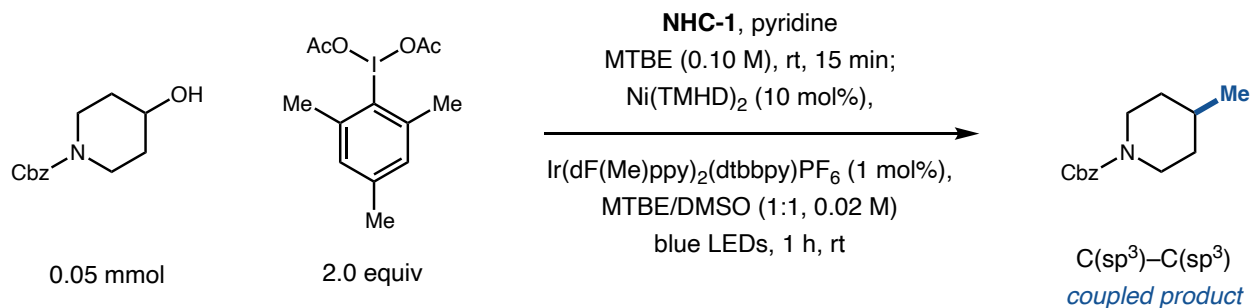 OH
N
Cbz
0.05 mmol
AcO
OAc
I
Me
Me
Me
2.0 equiv
NHC-1, pyridine
MTBE (0.10 M), rt, 15 min;
Ni(TMHD)₂ (10 mol%),
Ir(dF(Me)ppy)₂(dtbbpy)PF₆ (1 mol%),
MTBE/DMSO (1:1, 0.02 M)
blue LEDs, 1 h, rt
Me
N
Cbz
C(sp³)–C(sp³)
coupled product